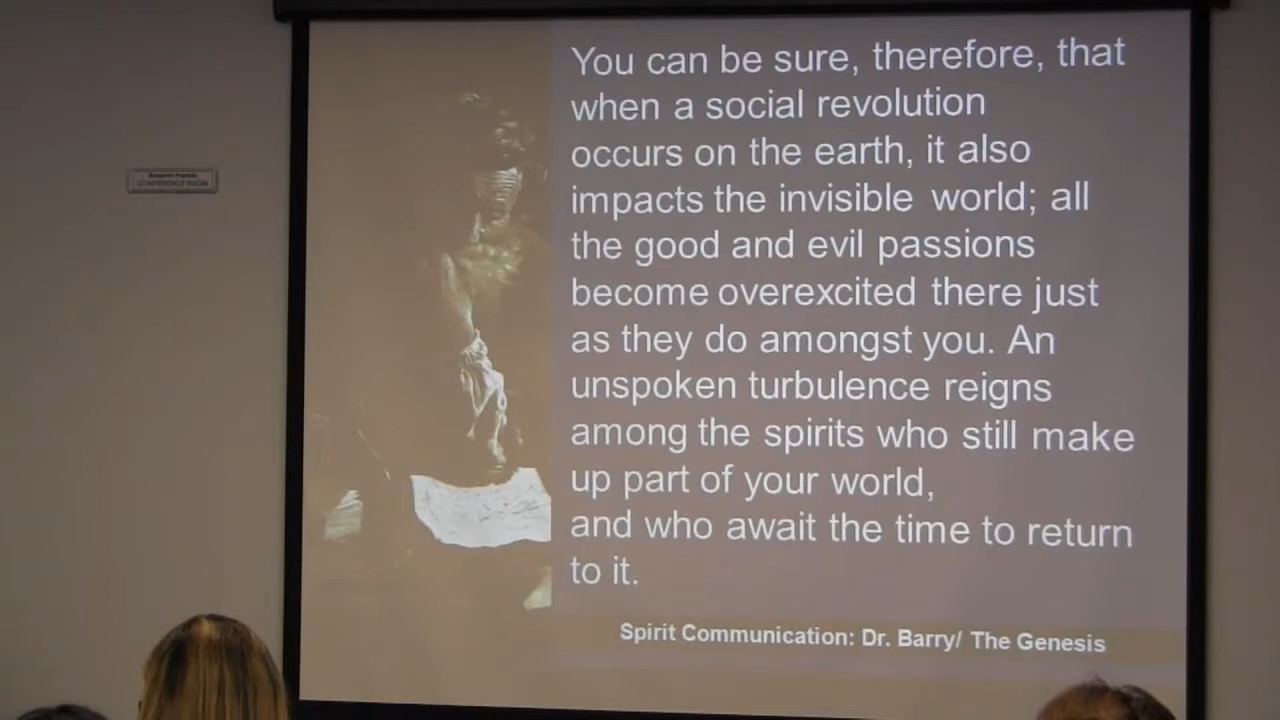 CONFERENCE ROOM
You can be sure, therefore, that
when a social revolution
occurs on the earth, it also
impacts the invisible world; all
the good and evil passions
become overexcited there just
as they do amongst you. An
unspoken turbulence reigns
among the spirits who still make
up part of your world,
and who await the time to return
to it.
Spirit Communication: Dr. Barry/ The Genesis